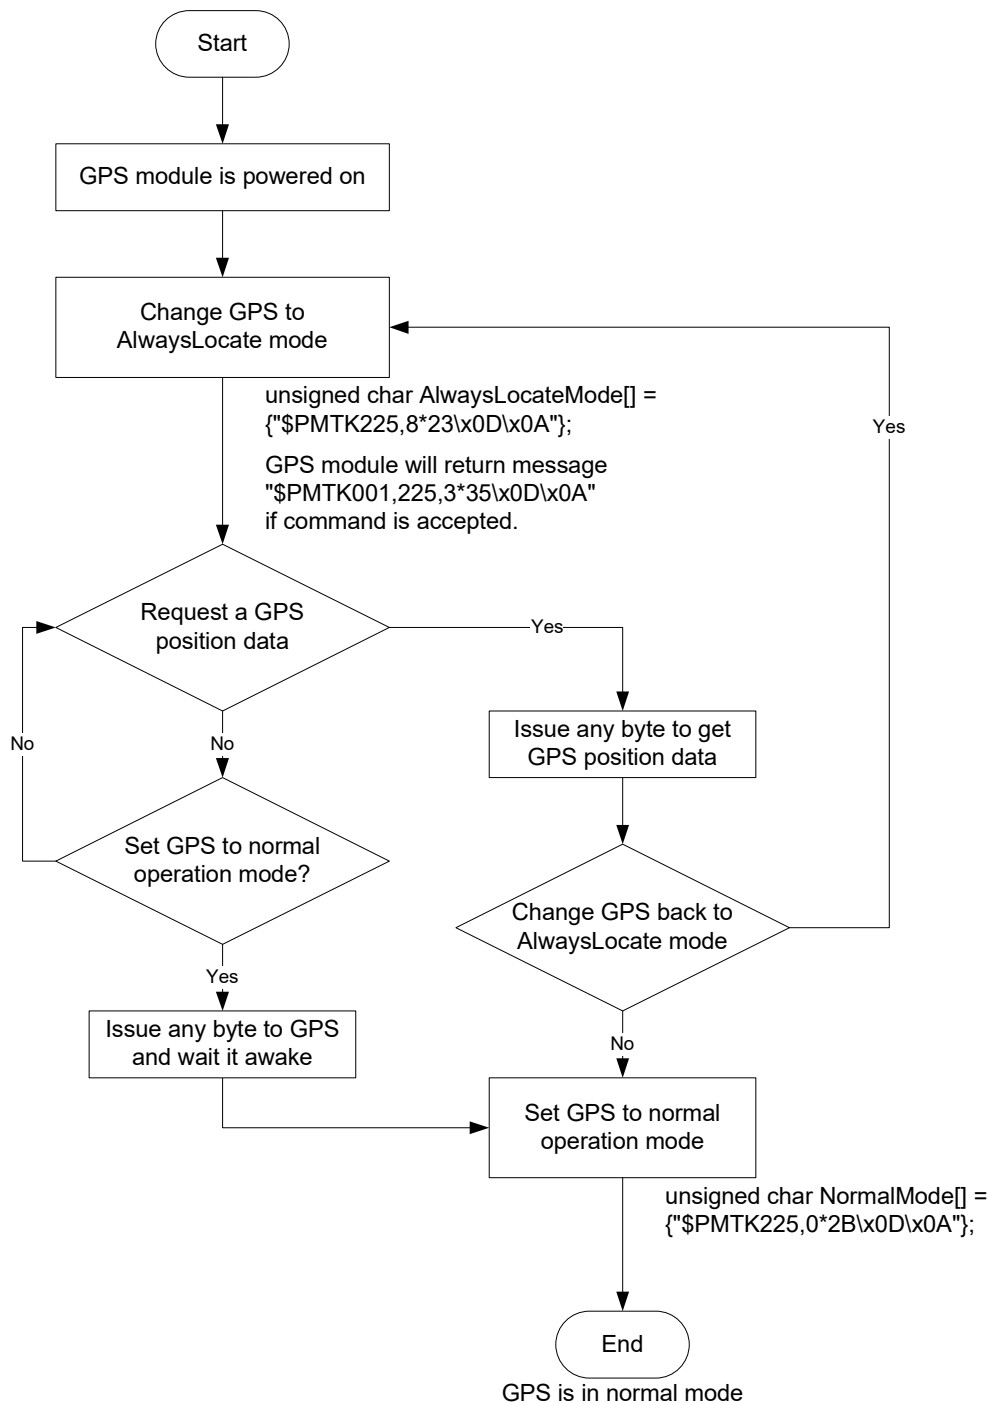 Start
GPS module is powered on
Change GPS to
AlwaysLocate mode
unsigned char AlwaysLocateMode[] =
{"$PMTK225,8*23\x0D\x0A"};
Yes
GPS module will return message
"$PMTK001,225,3*35\x0D\x0A"
if command is accepted.
Request a GPS
position data
Yes
No
No
Issue any byte to get
GPS position data
Set GPS to normal
operation mode?
Change GPS back to
AlwaysLocate mode
Yes
Issue any byte to GPS
and wait it awake
No
Set GPS to normal
operation mode
unsigned char NormalMode[] =
{"$PMTK225,0*2B\x0D\x0A"};
End
GPS is in normal mode